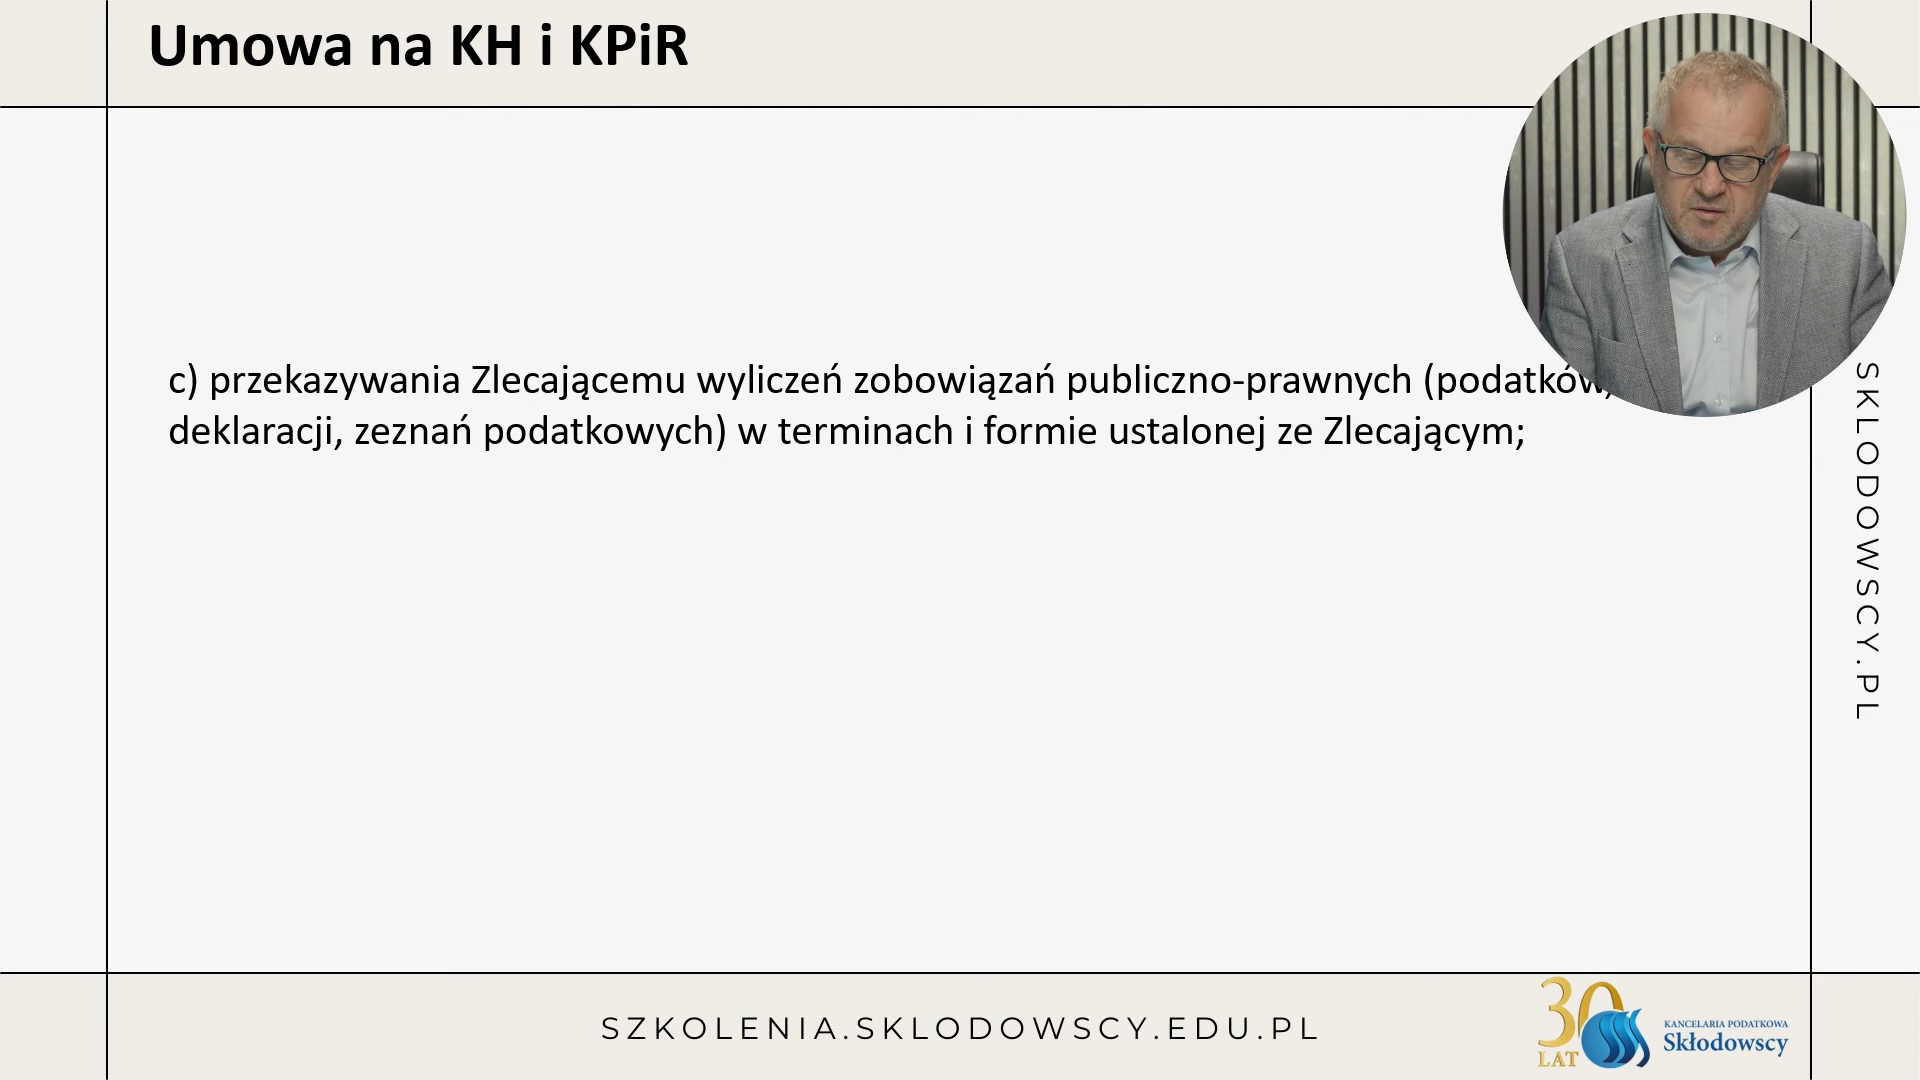 Umowa na KH i KPiR
c) przekazywania Zlecającemu wyliczeń zobowiązań publiczno-prawnych (podatków,
deklaracji, zeznań podatkowych) w terminach i formie ustalonej ze Zlecającym;
SKLODOWSCY.PL
SZKOLENIA.SKLODOWSCY.EDU.PL
30
LAT
KANCELARIA PODATKOWA
Skłodowscy